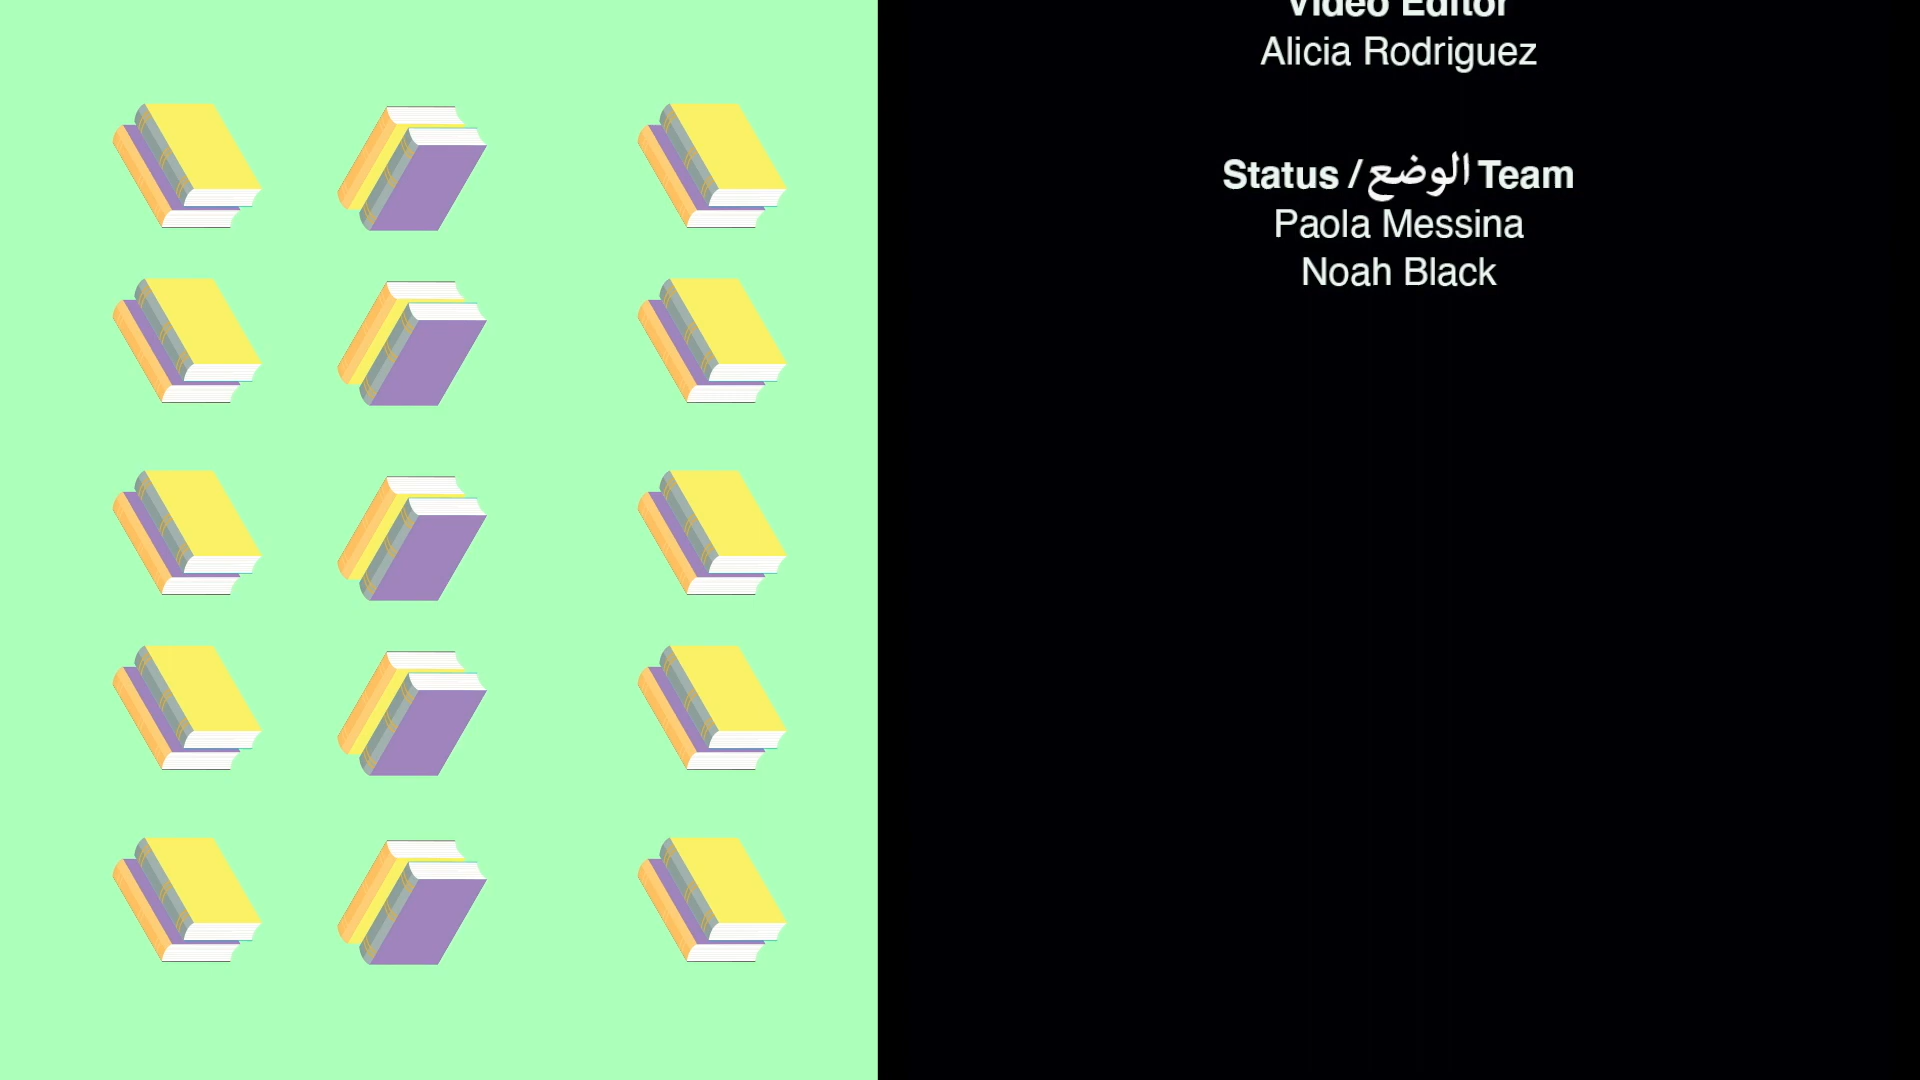 Video Editor
Alicia Rodriguez
Status / الوضع Team
Paola Messina
Noah Black